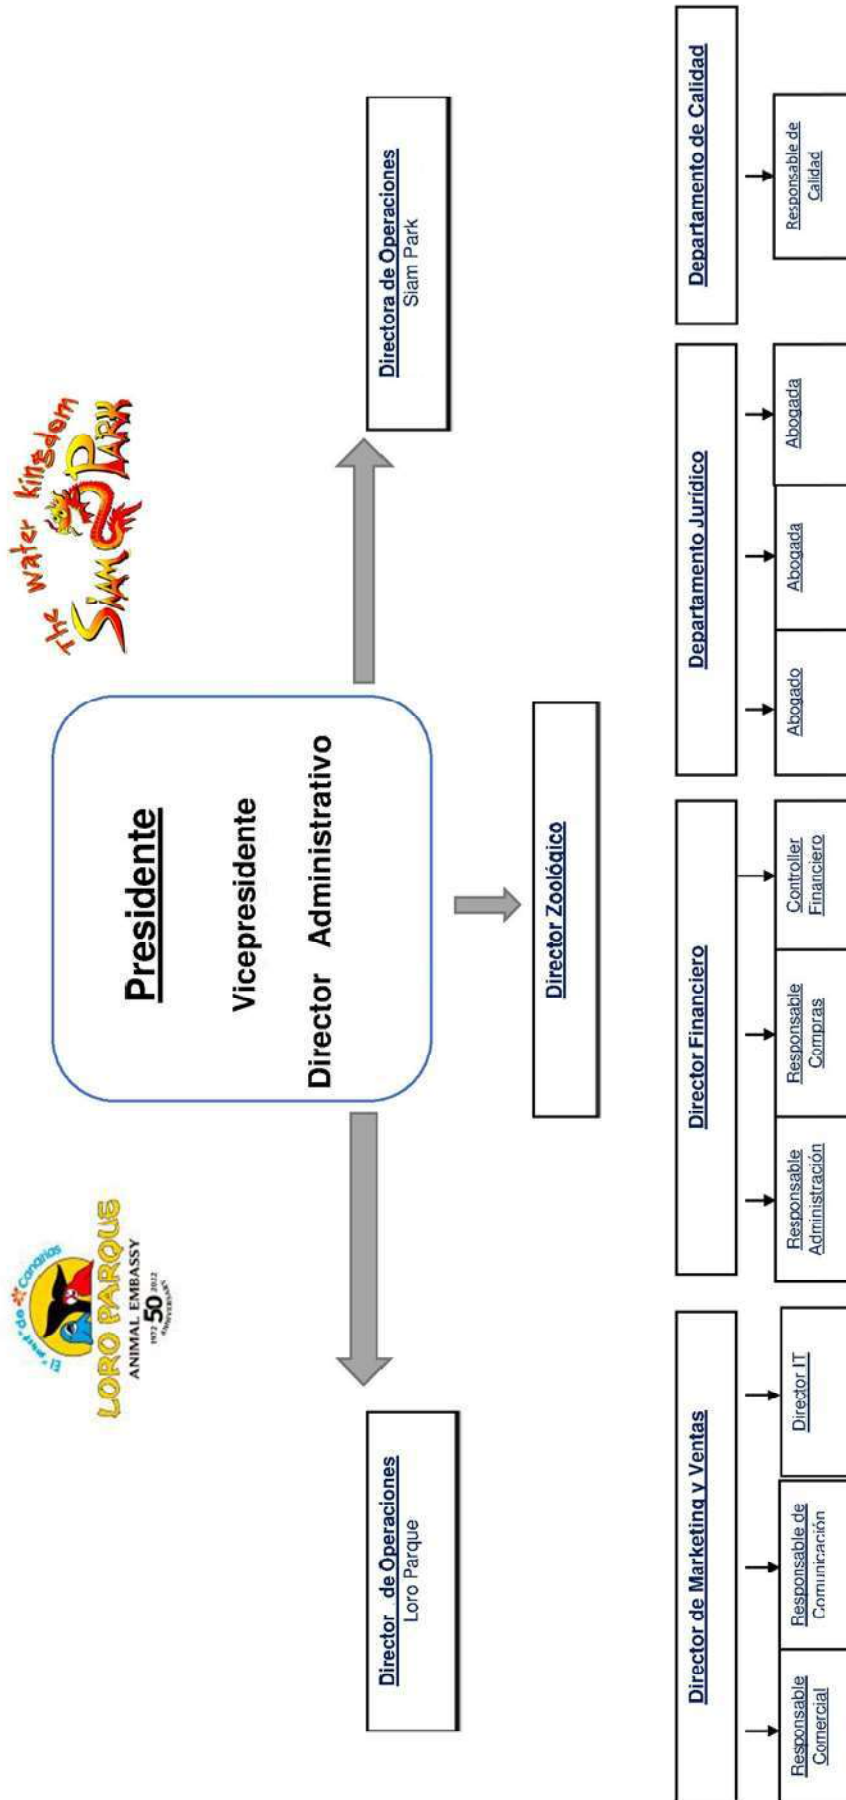 El "must" de Canarias
LORO PARQUE
ANIMAL EMBASSY
1972 50 2022
ANNIVERSARY
The water kingdom
SIAM PARK
Presidente
Vicepresidente
Director Administrativo
Director de Operaciones
Loro Parque
Directora de Operaciones
Siam Park
Director Zoológico
Director de Marketing y Ventas
Director Financiero
Departamento Jurídico
Departamento de Calidad
Responsable
Comercial
Responsable de
Comunicación
Director IT
Responsable
Administración
Responsable
Compras
Controller
Financiero
Abogado
Abogada
Abogada
Responsable de
Calidad